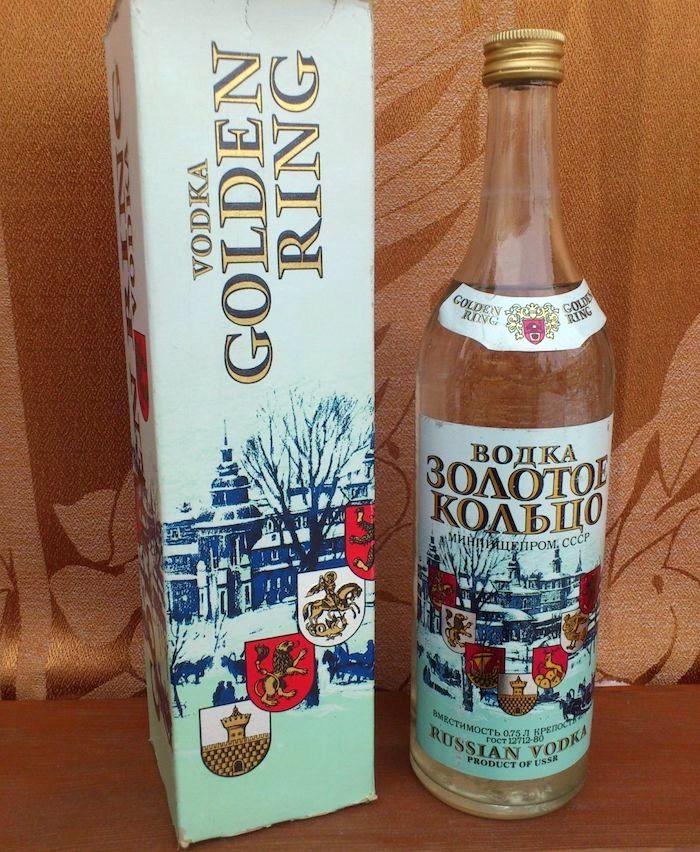 VODKA
GOLDEN
RING
GOLDEN
RING
GOLDEN
RING
ВОДКА
ЗОЛОТОЕ
КОЛЬЦО
МИНПИЩЕПРОМ СССР
ВМЕСТИМОСТЬ 0,75 Л КРЕПОСТЬ
ГОСТ 12712-80
RUSSIAN VODKA
PRODUCT OF USSR